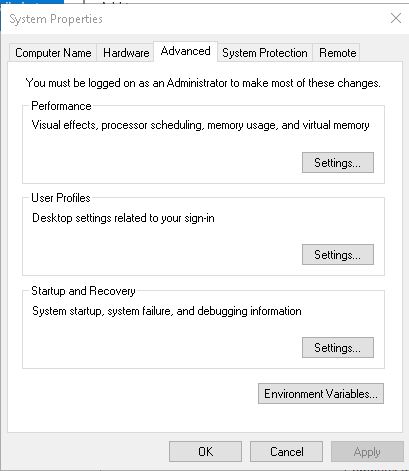 System Properties
Computer Name
Hardware
Advanced
System Protection
Remote
You must be logged on as an Administrator to make most of these changes.
Performance
Visual effects, processor scheduling, memory usage, and virtual memory
Settings...
User Profiles
Desktop settings related to your sign-in
Settings...
Startup and Recovery
System startup, system failure, and debugging information
Settings...
Environment Variables...
OK
Cancel
Apply